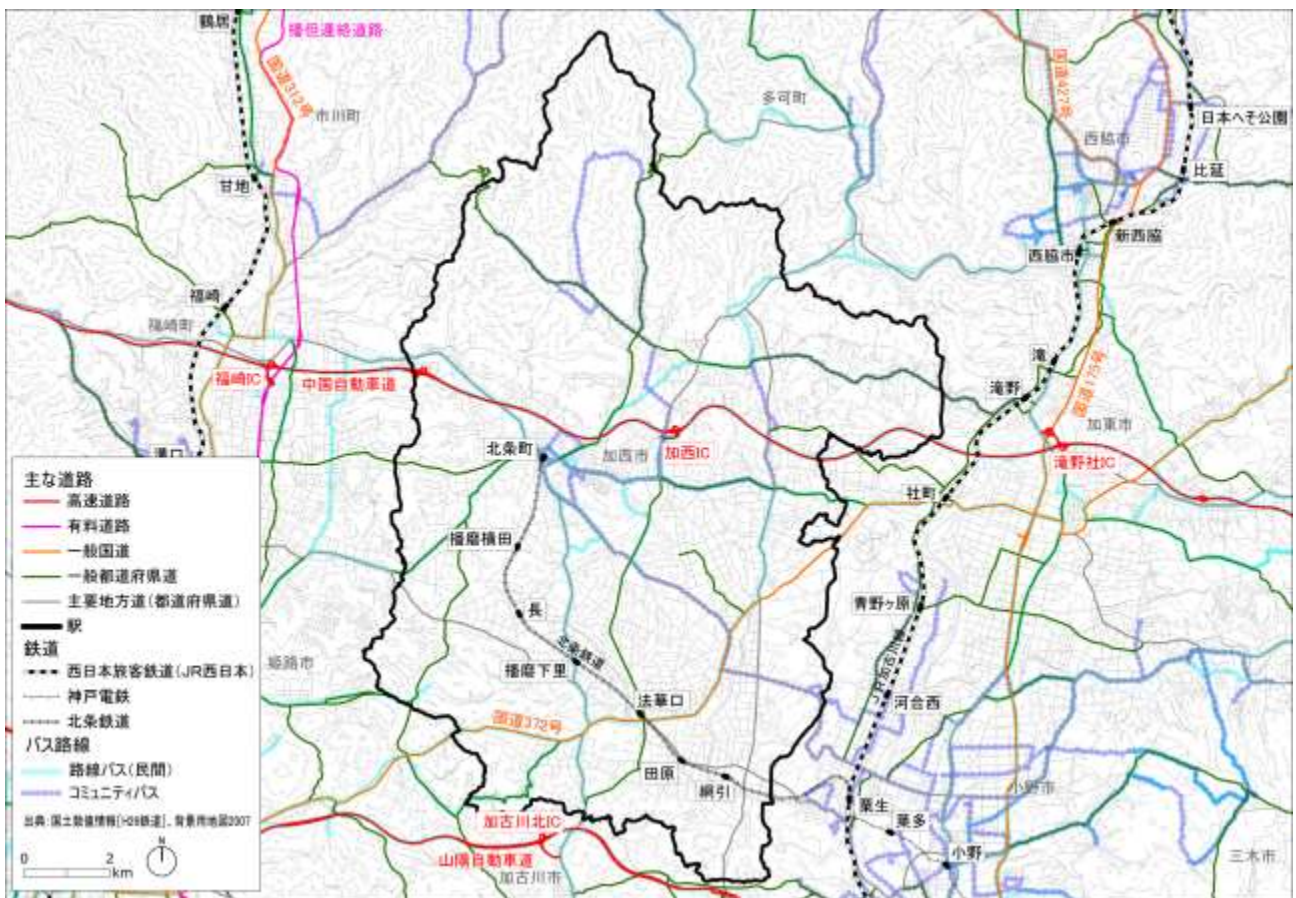 鶴居
播但連絡道路
国道312号
市川町
多可町
国道427号
日本へそ公園
西脇市
甘地
比延
新西脇
西脇市
福崎
福崎町
福崎IC
中国自動車道
滝
滝野
国道175号
加東市
溝口
北条町
加西市
加西IC
滝野社IC
社町
播磨横田
長
青野ヶ原
姫路市
北条鉄道
播磨下里
JR加古川線
法華口
河合西
国道372号
田原
網引
粟生
小野市
葉多
小野
加古川北IC
山陽自動車道
加古川市
三木市
主な道路
高速道路
有料道路
一般国道
一般都道府県道
主要地方道(都道府県道)
駅
鉄道
西日本旅客鉄道(JR西日本)
神戸電鉄
北条鉄道
バス路線
路線バス(民間)
コミュニティバス
出典:国土数値情報[H28鉄道]、背景用地図2007
0 2
km
N